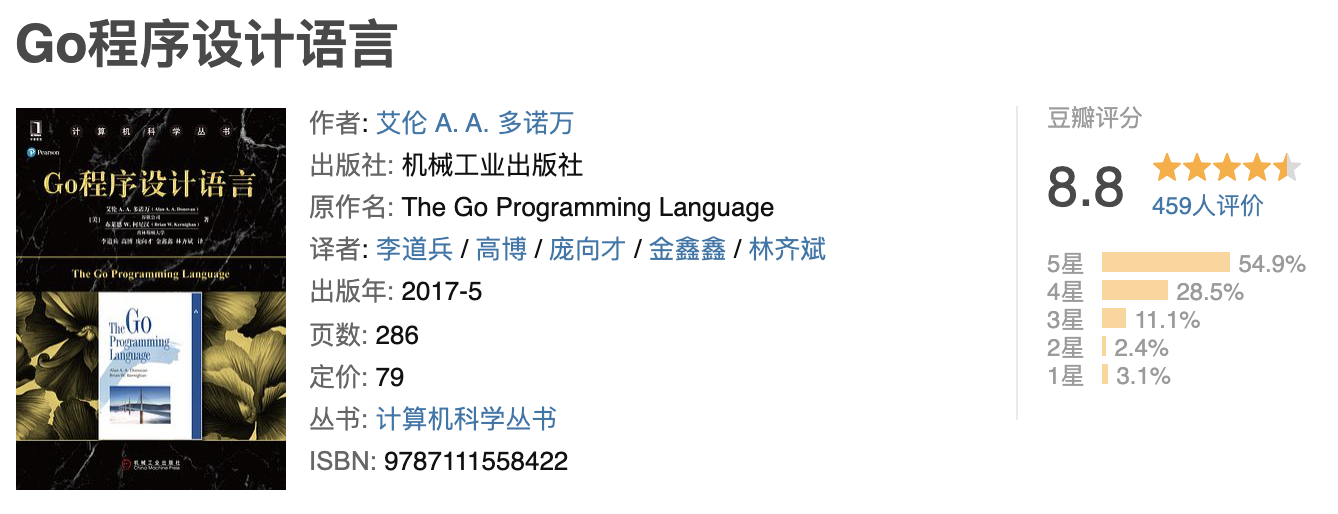 Go程序设计语言
计算机科学丛书
Pearson
Go程序设计语言
艾伦 A. A. 多诺万 (Alan A. A. Donovan)
谷歌公司
[美] 著
布莱恩 W. 柯尼汉 (Brian W. Kernighan)
普林斯顿大学
李道兵 高博 庞向才 金鑫鑫 林齐斌 译
The Go Programming Language
The Go
Programming
Language
Alan A. A. Donovan
Brian W. Kernighan
机械工业出版社
China Machine Press
作者: 艾伦 A. A. 多诺万
出版社: 机械工业出版社
原作名: The Go Programming Language
译者: 李道兵 / 高博 / 庞向才 / 金鑫鑫 / 林齐斌
出版年: 2017-5
页数: 286
定价: 79
丛书: 计算机科学丛书
ISBN: 9787111558422
豆瓣评分
8.8
459人评价
5星 54.9%
4星 28.5%
3星 11.1%
2星 2.4%
1星 3.1%